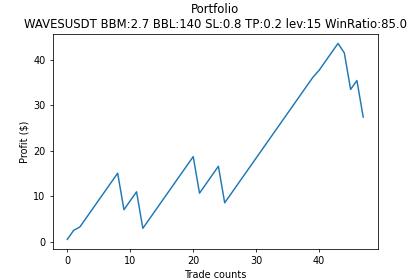 Portfolio
WAVESUSDT BBM:2.7 BBL:140 SL:0.8 TP:0.2 lev:15 WinRatio:85.0
40
30
20
10
0
Profit ($)
0 10 20 30 40
Trade counts